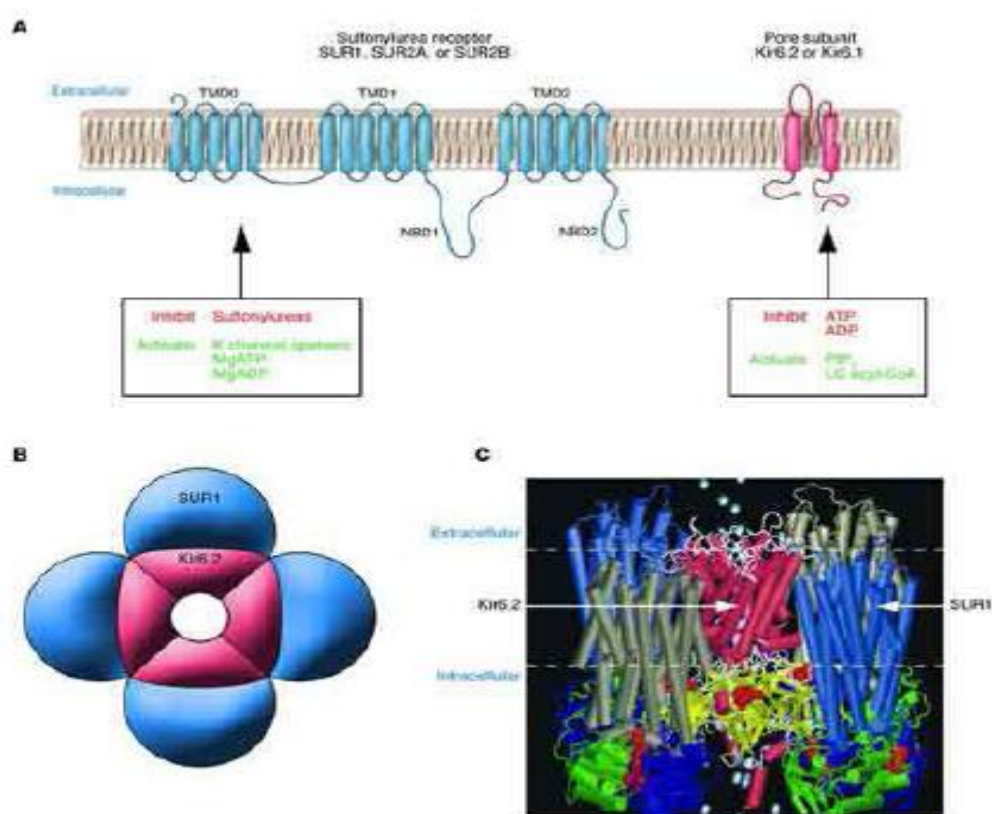 A
Sulfonylurea receptor
SUR1, SUR2A, or SUR2B
Pore subunit
Kir6.2 or Kir6.1
Extracellular
TMD0
TMD1
TMD2
Intracellular
NBD1
NBD2
Inhibit Sulfonylureas
Activate K channel openers
MgATP
MgADP
Inhibit ATP
ADP
Activate PIP2
LC acyl-CoA
B
SUR1
Kir6.2
C
Extracellular
Kir6.2
SUR1
Intracellular